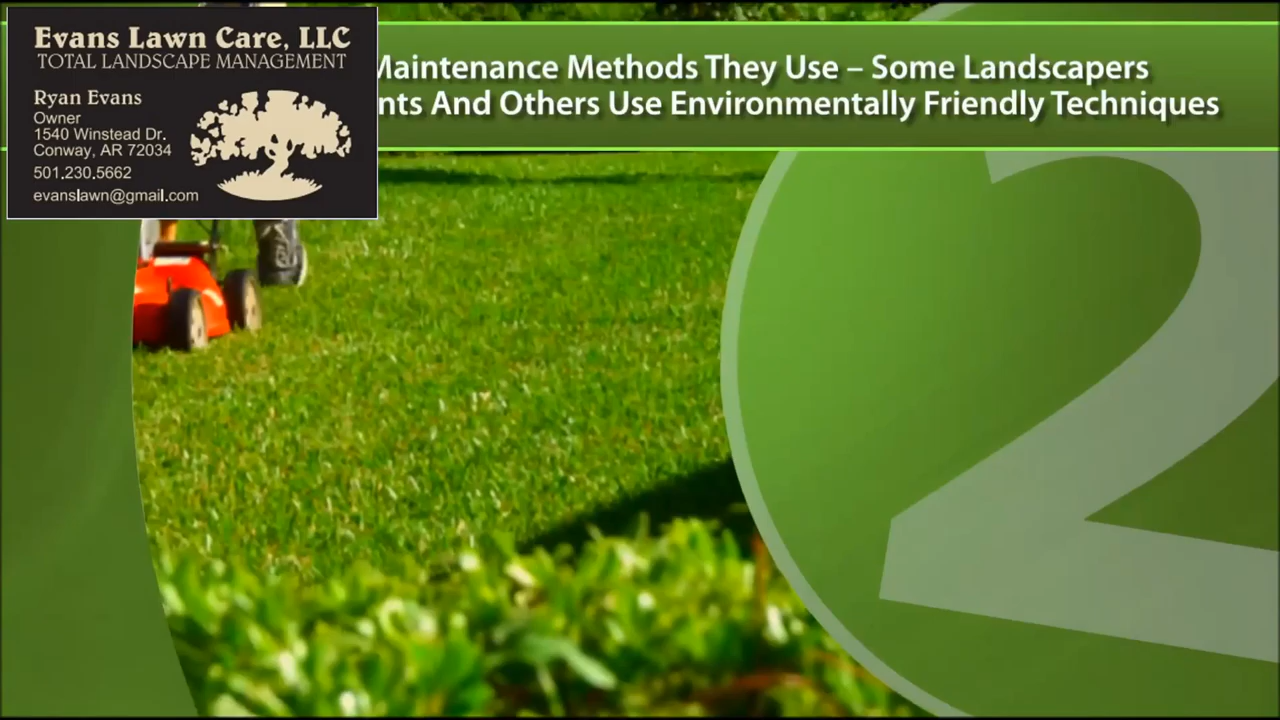 Evans Lawn Care, LLC
TOTAL LANDSCAPE MANAGEMENT
Ryan Evans
Owner
1540 Winstead Dr.
Conway, AR 72034
501.230.5662
evanslawn@gmail.com
Maintenance Methods They Use – Some Landscapers
And Others Use Environmentally Friendly Techniques
2